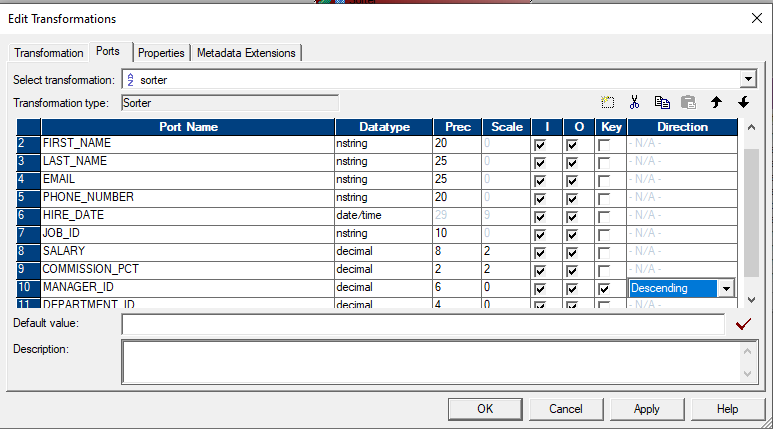 Edit Transformations
Transformation Ports Properties Metadata Extensions
Select transformation: sorter
Transformation type: Sorter
Port Name Datatype Prec Scale I O Key Direction
2 FIRST_NAME nstring 20 0 - N/A -
3 LAST_NAME nstring 25 0 - N/A -
4 EMAIL nstring 25 0 - N/A -
5 PHONE_NUMBER nstring 20 0 - N/A -
6 HIRE_DATE date/time 29 9 - N/A -
7 JOB_ID nstring 10 0 - N/A -
8 SALARY decimal 8 2 - N/A -
9 COMMISSION_PCT decimal 2 2 - N/A -
10 MANAGER_ID decimal 6 0 Descending
11 DEPARTMENT_ID decimal 4 0 - N/A -
Default value:
Description:
OK Cancel Apply Help